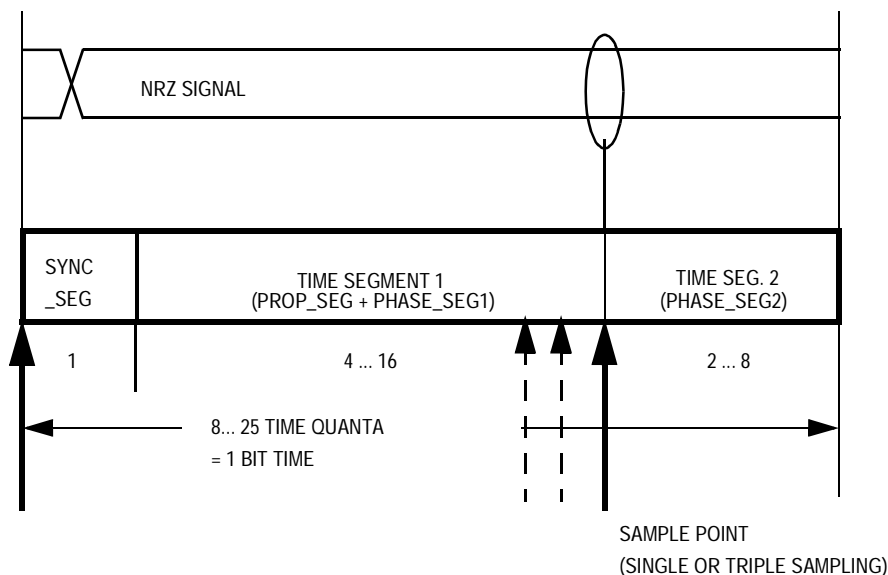 NRZ SIGNAL
SYNC
_SEG
TIME SEGMENT 1
(PROP_SEG + PHASE_SEG1)
TIME SEG. 2
(PHASE_SEG2)
1
4 ... 16
2 ... 8
8... 25 TIME QUANTA
= 1 BIT TIME
SAMPLE POINT
(SINGLE OR TRIPLE SAMPLING)